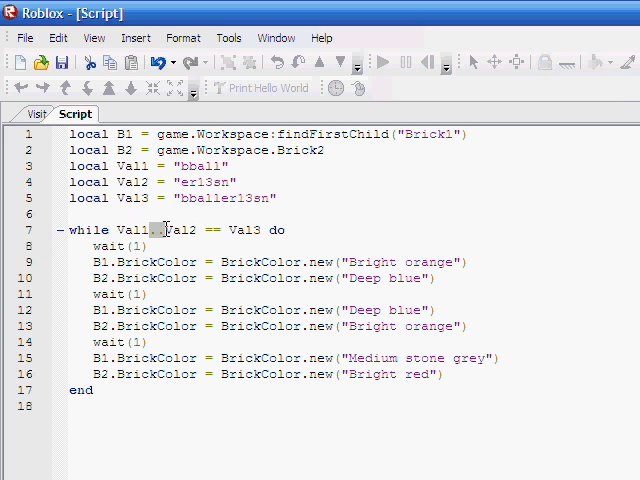 Roblox - [Script]
File Edit View Insert Format Tools Window Help
Print Hello World
Visit Script
1 local B1 = game.Workspace:findFirstChild("Brick1")
2 local B2 = game.Workspace.Brick2
3 local Val1 = "bball"
4 local Val2 = "er13sn"
5 local Val3 = "bballer13sn"
6
7 while Val1..Val2 == Val3 do
8 wait(1)
9 B1.BrickColor = BrickColor.new("Bright orange")
10 B2.BrickColor = BrickColor.new("Deep blue")
11 wait(1)
12 B1.BrickColor = BrickColor.new("Deep blue")
13 B2.BrickColor = BrickColor.new("Bright orange")
14 wait(1)
15 B1.BrickColor = BrickColor.new("Medium stone grey")
16 B2.BrickColor = BrickColor.new("Bright red")
17 end
18